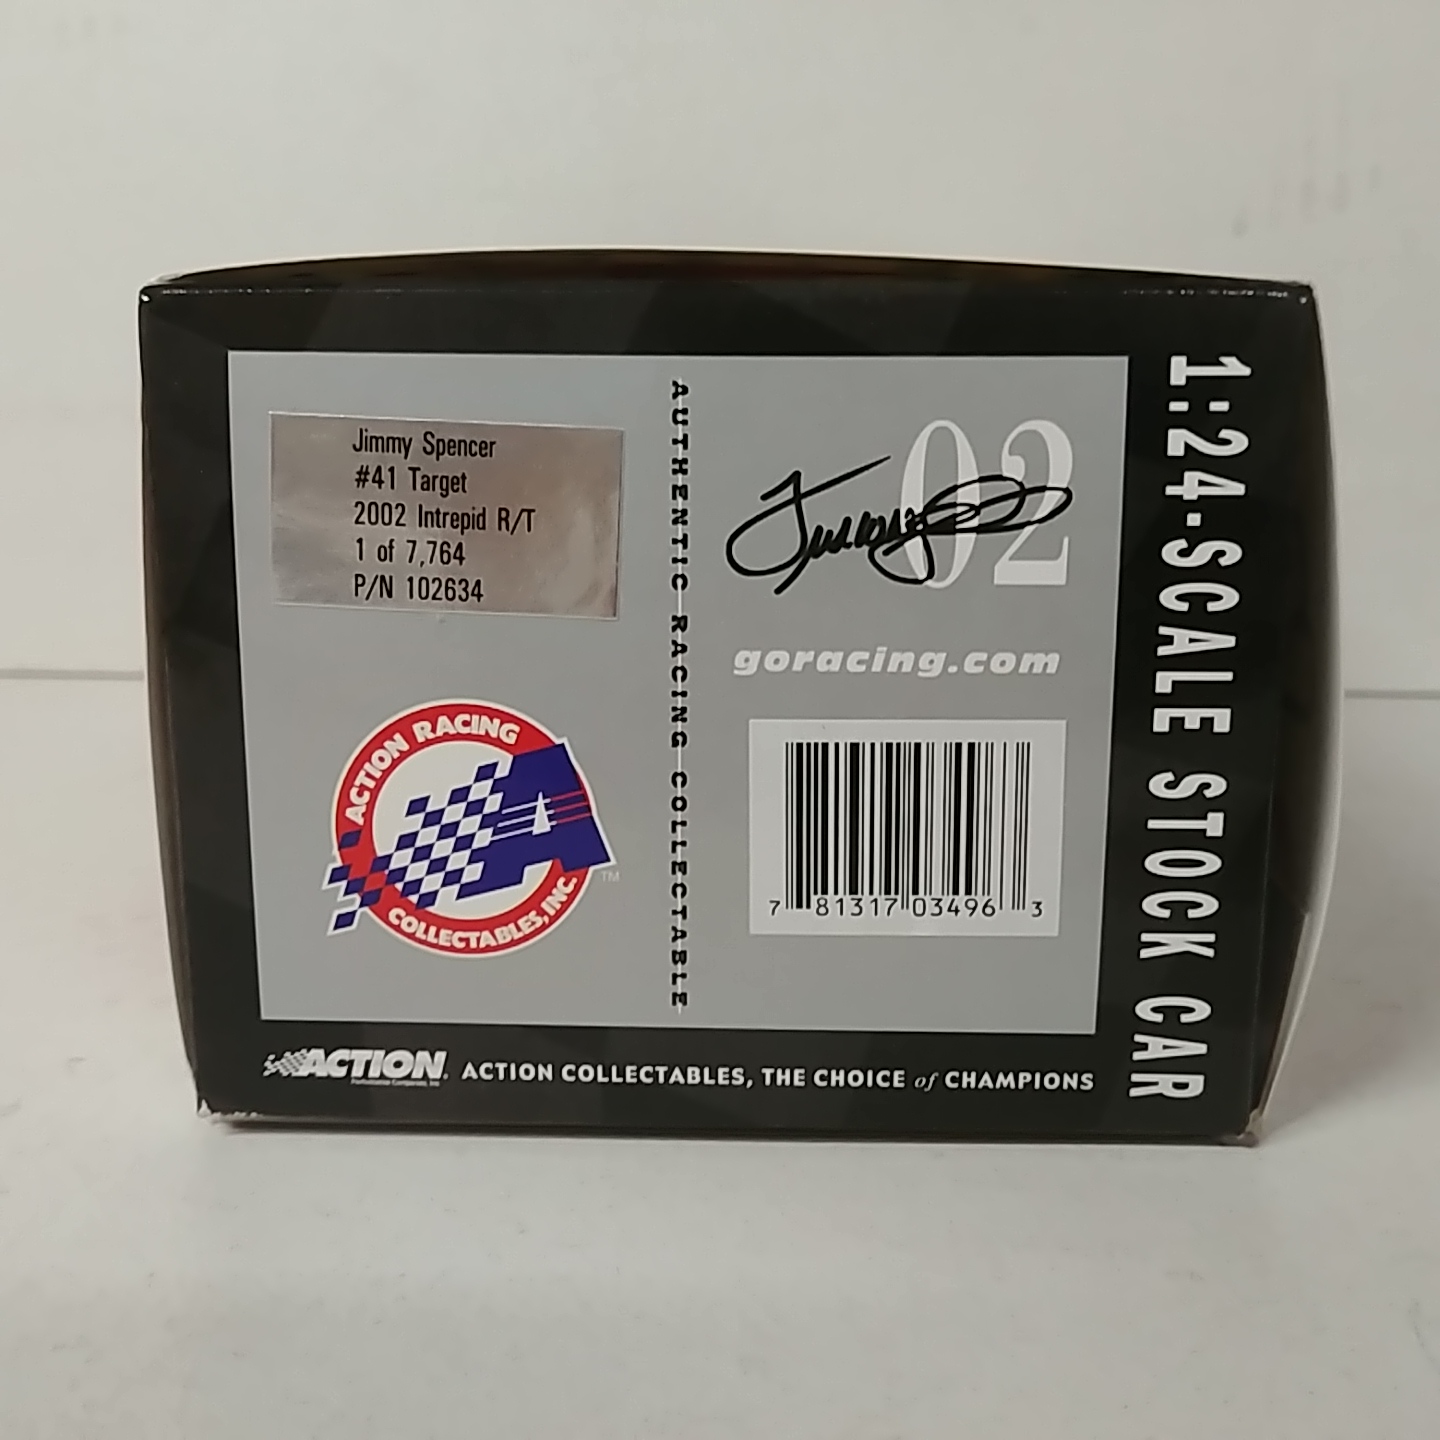 Jimmy Spencer
#41 Target
2002 Intrepid R/T
1 of 7,764
P/N 102634
ACTION RACING
COLLECTABLES, INC.
TM
AUTHENTIC RACING COLLECTABLE
02
goracing.com
7 81317 03496 3
1:24-SCALE STOCK CAR
ACTION
ACTION COLLECTABLES, THE CHOICE of CHAMPIONS